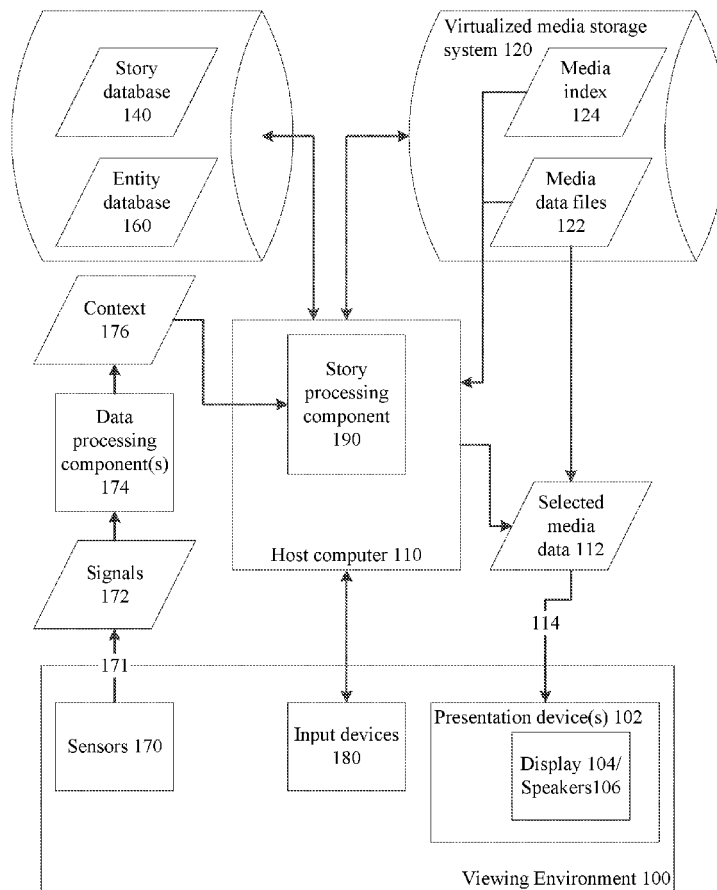 Story
database
140
Entity
database
160
Virtualized media storage
system 120
Media
index
124
Media
data files
122
Context
176
Data
processing
component(s)
174
Signals
172
171
Story
processing
component
190
Host computer 110
Selected
media
data 112
114
Sensors 170
Input devices
180
Presentation device(s) 102
Display 104/
Speakers106
Viewing Environment 100